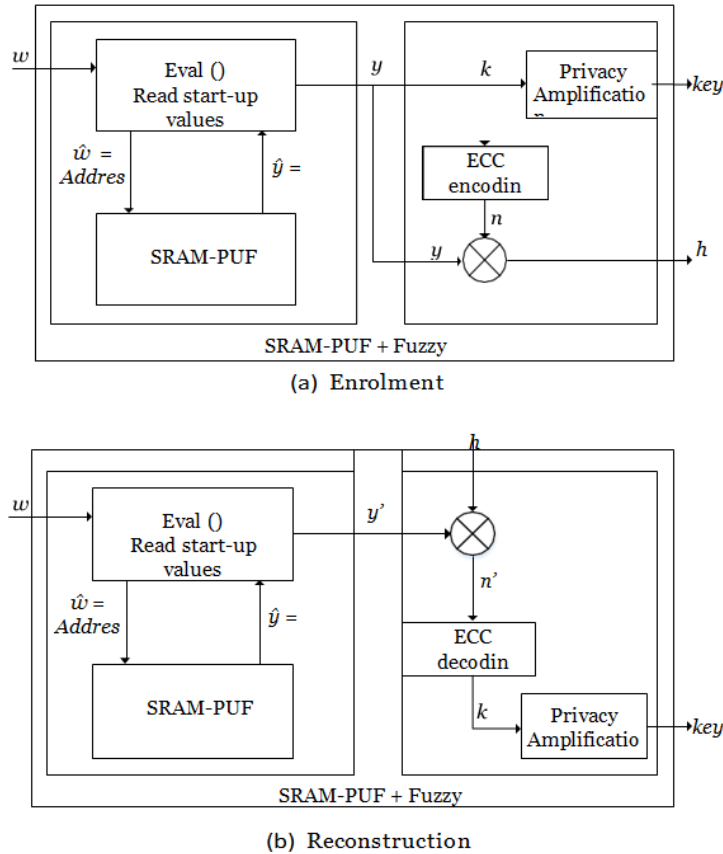 w
Eval ()
Read start-up
values
y
k
Privacy
Amplificatio
key
ŵ =
Addres
ŷ =
ECC
encodin
n
SRAM-PUF
y
h
SRAM-PUF + Fuzzy
(a) Enrolment
h
w
Eval ()
Read start-up
values
y’
n’
ŵ =
Addres
ŷ =
ECC
decodin
SRAM-PUF
k
Privacy
Amplificatio
key
SRAM-PUF + Fuzzy
(b) Reconstruction